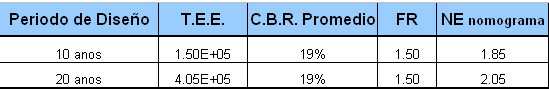 Periodo de Diseño T.E.E. C.B.R. Promedio FR NE nomograma
10 anos 1.50E+05 19% 1.50 1.85
20 anos 4.05E+05 19% 1.50 2.05